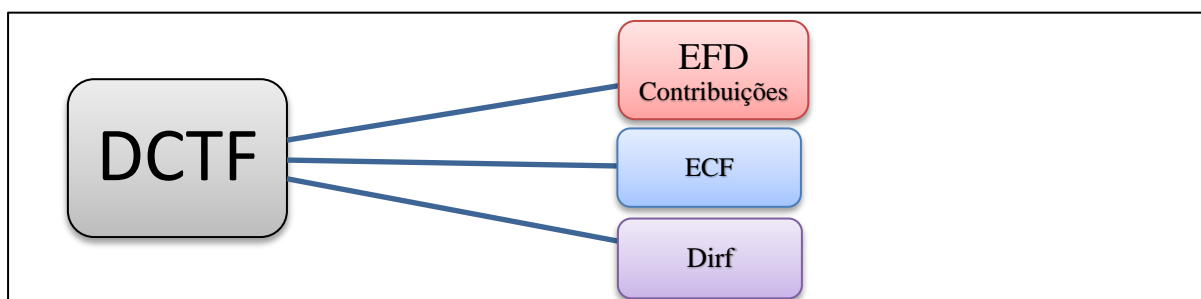 DCTF
EFD
Contribuições
ECF
Dirf